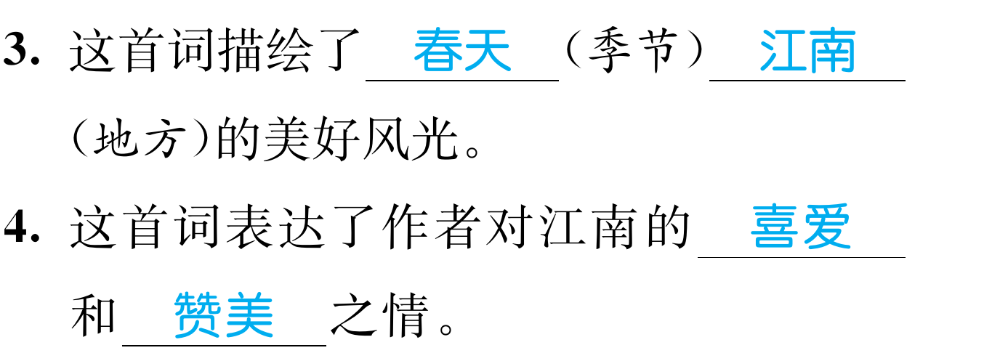 3. 这首词描绘了 春天 （季节） 江南
（地方）的美好风光。
4. 这首词表达了作者对江南的 喜爱
和 赞美 之情。